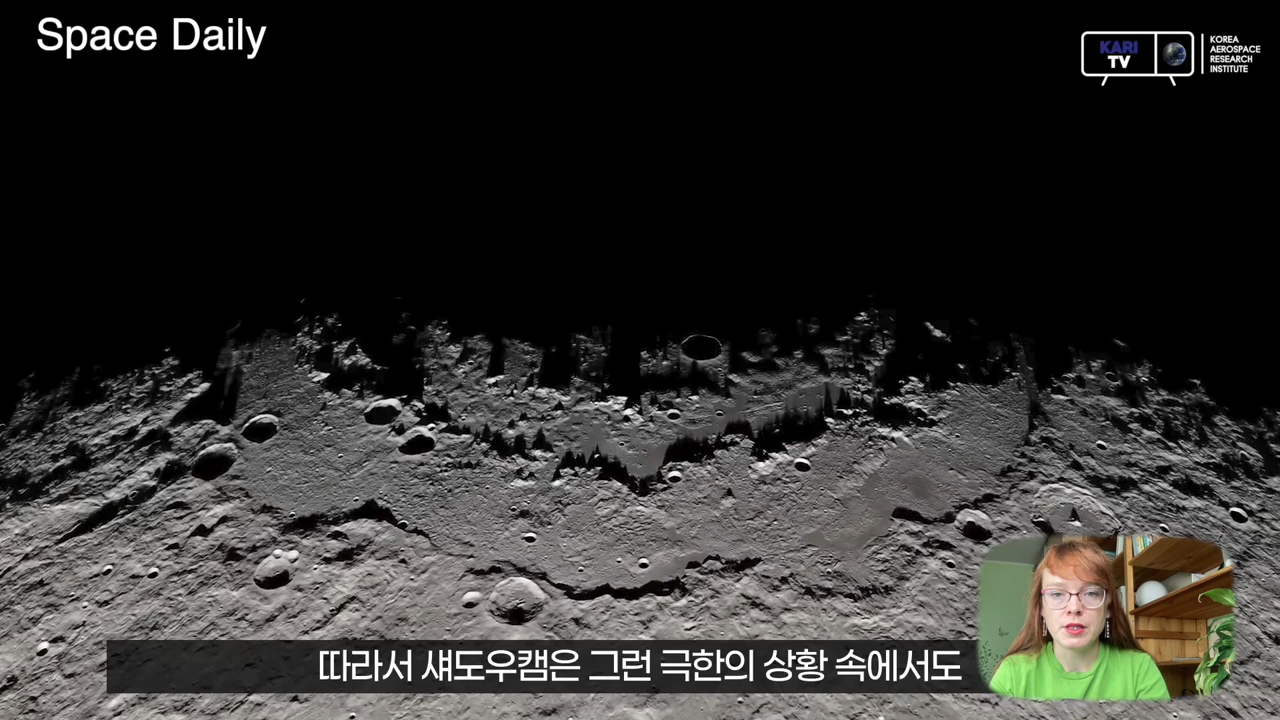 Space Daily
KARI
TV
KOREA
AEROSPACE
RESEARCH
INSTITUTE
따라서 섀도우캠은 그런 극한의 상황 속에서도